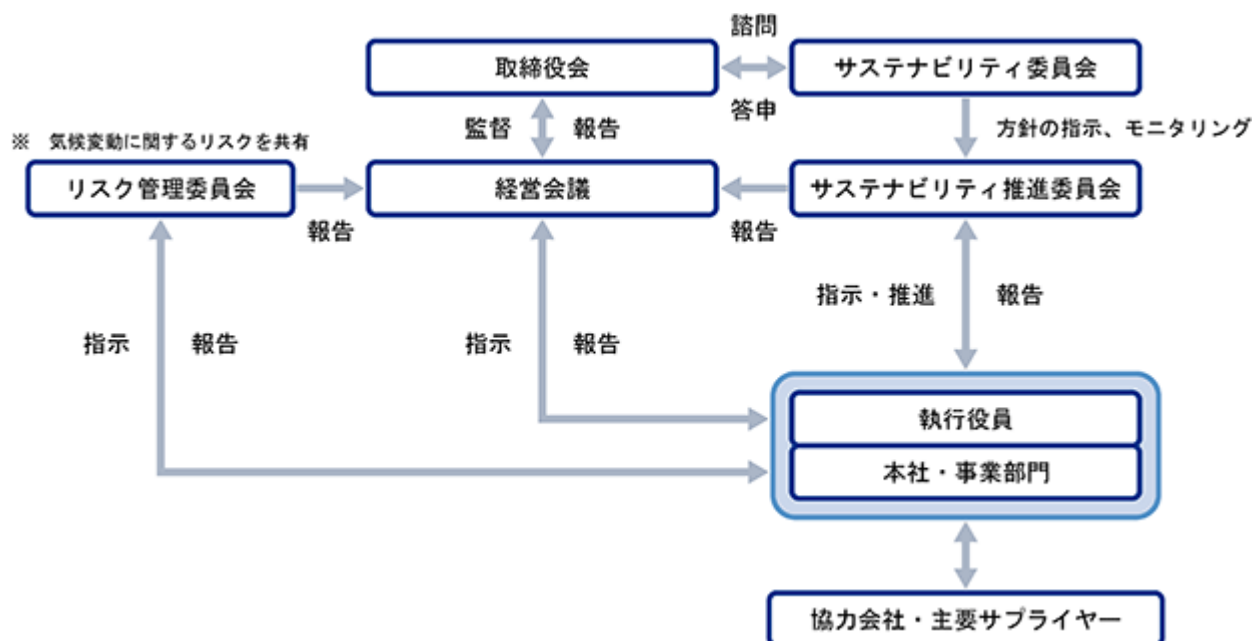 諮問
取締役会
サステナビリティ委員会
答申
監督
報告
方針の指示、モニタリング
※ 気候変動に関するリスクを共有
リスク管理委員会
経営会議
サステナビリティ推進委員会
報告
報告
指示・推進
報告
指示
報告
指示
報告
執行役員
本社・事業部門
協力会社・主要サプライヤー